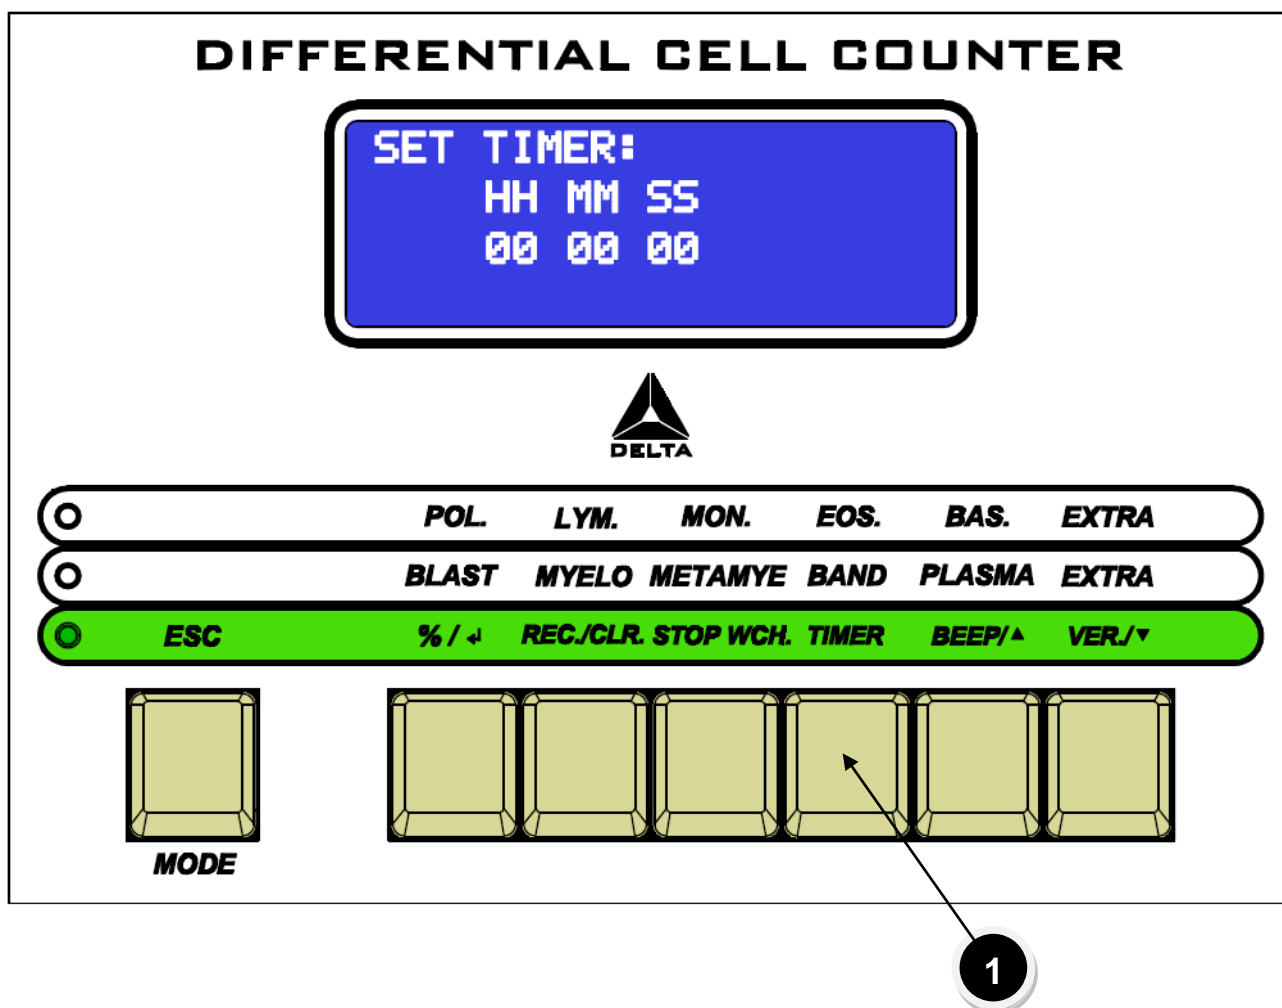 DIFFERENTIAL CELL COUNTER
SET TIMER:
HH MM SS
00 00 00
DELTA
POL. LYM. MON. EOS. BAS. EXTRA
BLAST MYELO METAMYE BAND PLASMA EXTRA
ESC % / ↲ REC./CLR. STOP WCH. TIMER BEEP/▲ VER./▼
MODE
1